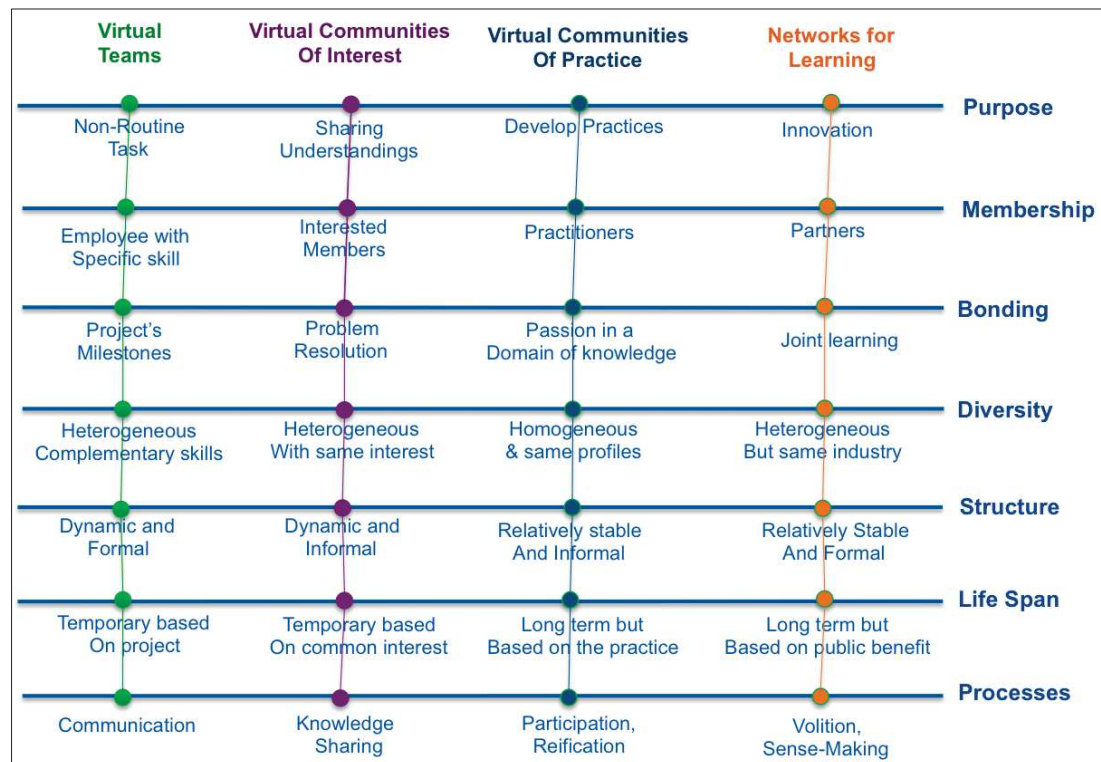 Virtual
Teams
Virtual Communities
Of Interest
Virtual Communities
Of Practice
Networks for
Learning
Purpose
Non-Routine
Task
Sharing
Understandings
Develop Practices
Innovation
Membership
Employee with
Specific skill
Interested
Members
Practitioners
Partners
Bonding
Project's
Milestones
Problem
Resolution
Passion in a
Domain of knowledge
Joint learning
Diversity
Heterogeneous
Complementary skills
Heterogeneous
With same interest
Homogeneous
& same profiles
Heterogeneous
But same industry
Structure
Dynamic and
Formal
Dynamic and
Informal
Relatively stable
And Informal
Relatively Stable
And Formal
Life Span
Temporary based
On project
Temporary based
On common interest
Long term but
Based on the practice
Long term but
Based on public benefit
Processes
Communication
Knowledge
Sharing
Participation,
Reification
Volition,
Sense-Making